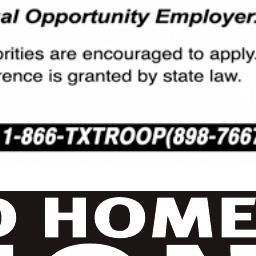 al Opportunity Employer.
orities are encouraged to apply.
rence is granted by state law.
1-866-TXTROOP(898-7667
D HOME